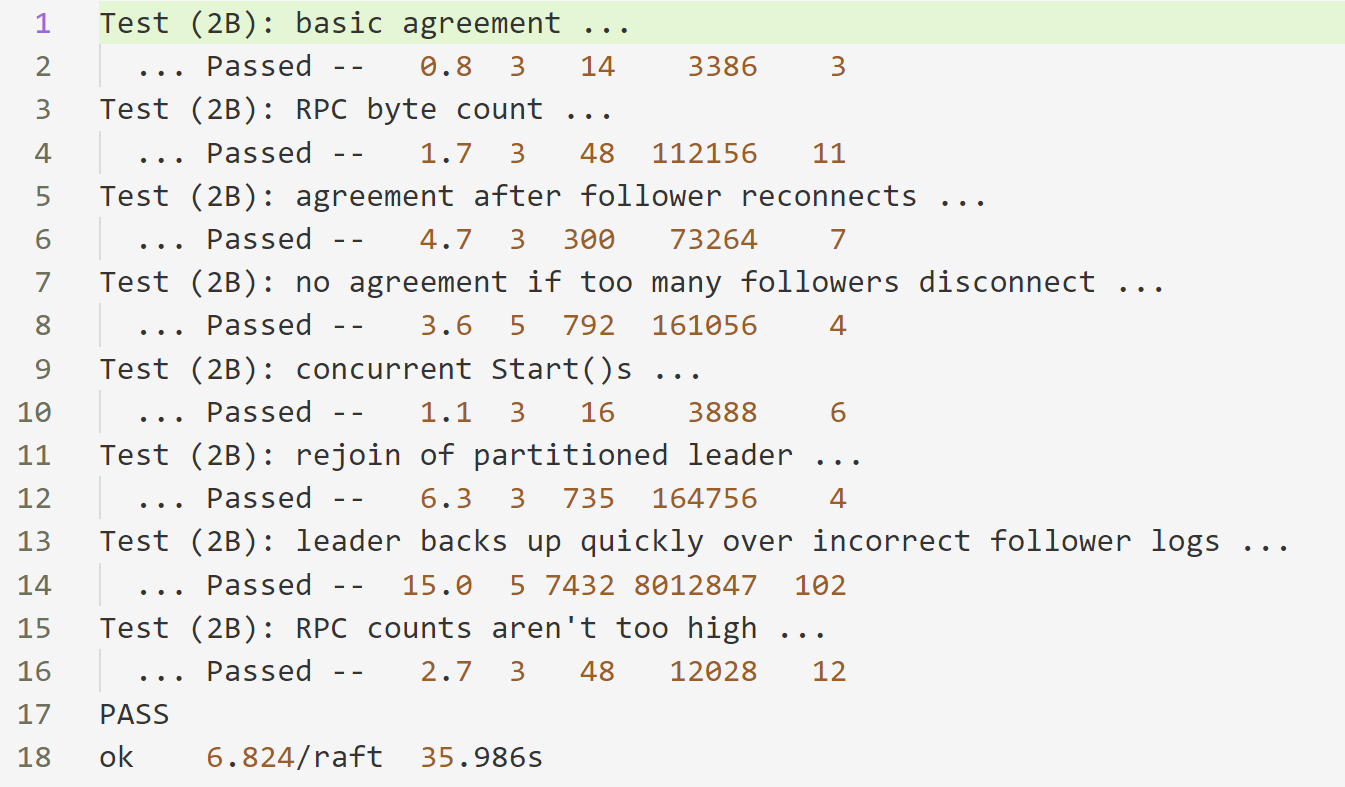 1 Test (2B): basic agreement ...
2   ... Passed --   0.8  3   14    3386    3
3 Test (2B): RPC byte count ...
4   ... Passed --   1.7  3   48  112156   11
5 Test (2B): agreement after follower reconnects ...
6   ... Passed --   4.7  3  300   73264    7
7 Test (2B): no agreement if too many followers disconnect ...
8   ... Passed --   3.6  5  792  161056    4
9 Test (2B): concurrent Start()s ...
10   ... Passed --   1.1  3   16    3888    6
11 Test (2B): rejoin of partitioned leader ...
12   ... Passed --   6.3  3  735  164756    4
13 Test (2B): leader backs up quickly over incorrect follower logs ...
14   ... Passed --  15.0  5 7432 8012847  102
15 Test (2B): RPC counts aren't too high ...
16   ... Passed --   2.7  3   48   12028   12
17 PASS
18 ok    6.824/raft  35.986s